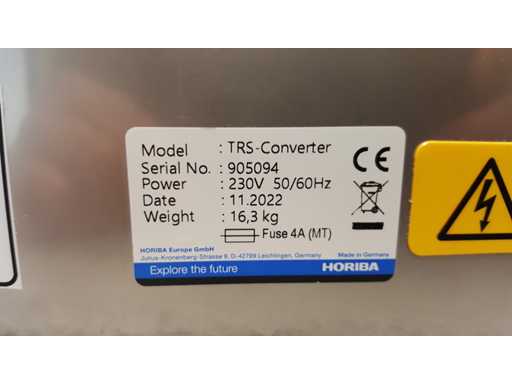 Model : TRS-Converter
Serial No. : 905094
Power : 230V 50/60Hz
Date : 11.2022
Weight : 16,3 kg
Fuse 4A (MT)
CE
HORIBA Europe GmbH
Julius-Kronenberg-Strasse 9, D-42799 Leichlingen, Germany
Made in Germany
Explore the future
HORIBA